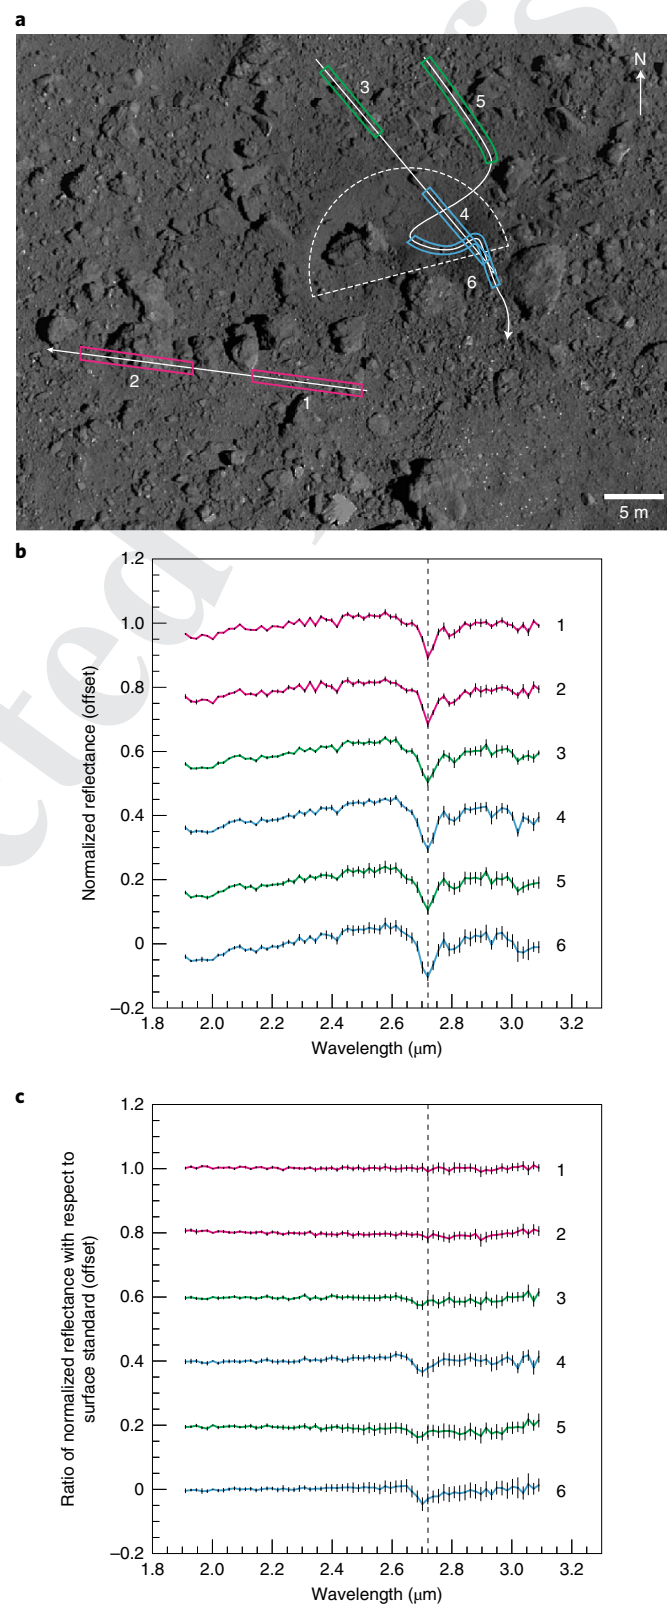 a
N
3
5
4
6
2
1
5 m
b
1.2
1.0
0.8
0.6
0.4
0.2
0
–0.2
Normalized reflectance (offset)
1
2
3
4
5
6
1.8 2.0 2.2 2.4 2.6 2.8 3.0 3.2
Wavelength (μm)
c
1.2
1.0
0.8
0.6
0.4
0.2
0
–0.2
Ratio of normalized reflectance with respect to
surface standard (offset)
1
2
3
4
5
6
1.8 2.0 2.2 2.4 2.6 2.8 3.0 3.2
Wavelength (μm)